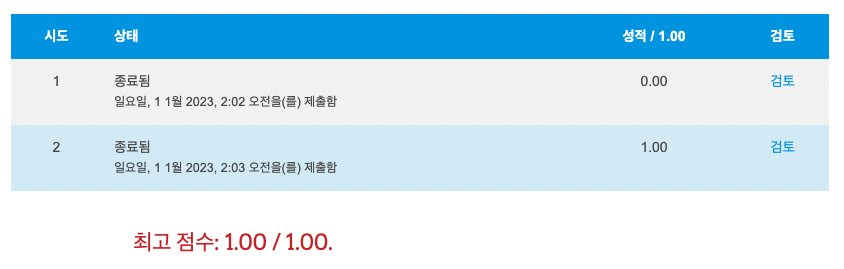 시도 상태 성적 / 1.00 검토
1 종료됨 0.00 검토
일요일, 1 1월 2023, 2:02 오전을(를) 제출함
2 종료됨 1.00 검토
일요일, 1 1월 2023, 2:03 오전을(를) 제출함
최고 점수: 1.00 / 1.00.